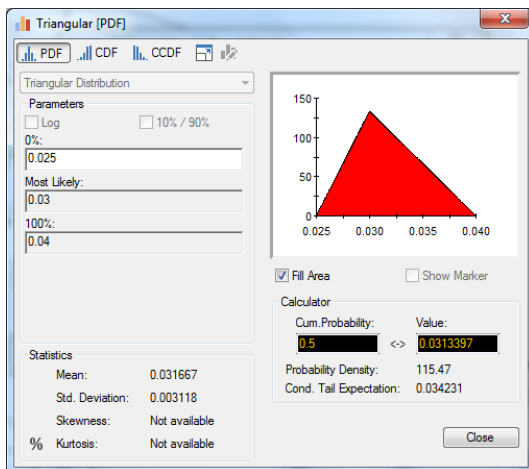 Triangular [PDF]
PDF CDF CCDF
Triangular Distribution
Parameters
Log 10% / 90%
0%:
0.025
Most Likely:
0.03
100%:
0.04
150
100
50
0
0.025 0.030 0.035 0.040
Fill Area Show Marker
Calculator
Cum.Probability: Value:
0.5 <-> 0.0313397
Probability Density: 115.47
Cond. Tail Expectation: 0.034231
Statistics
Mean: 0.031667
Std. Deviation: 0.003118
Skewness: Not available
% Kurtosis: Not available
Close